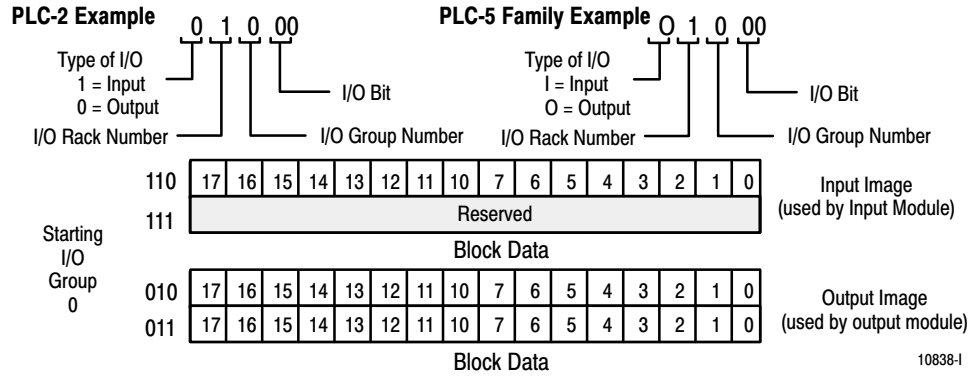 PLC-2 Example
0 1 0 00
Type of I/O
1 = Input
0 = Output
I/O Bit
I/O Rack Number
I/O Group Number
PLC-5 Family Example
O 1 0 00
Type of I/O
I = Input
O = Output
I/O Bit
I/O Rack Number
I/O Group Number
Starting
I/O
Group
0
110 17 16 15 14 13 12 11 10 7 6 5 4 3 2 1 0
111 Reserved
Block Data
Input Image
(used by Input Module)
010 17 16 15 14 13 12 11 10 7 6 5 4 3 2 1 0
011 17 16 15 14 13 12 11 10 7 6 5 4 3 2 1 0
Block Data
Output Image
(used by output module)
10838-I